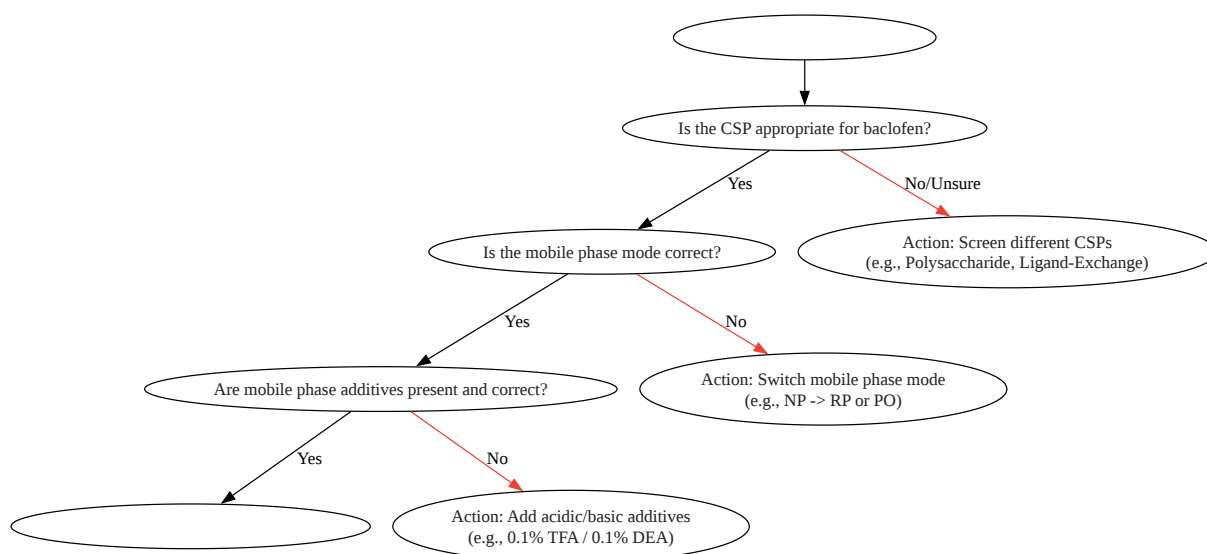 Is the CSP appropriate for baclofen?
Yes
No/Unsure
Is the mobile phase mode correct?
Action: Screen different CSPs
(e.g., Polysaccharide, Ligand-Exchange)
Yes
No
Are mobile phase additives present and correct?
Action: Switch mobile phase mode
(e.g., NP -> RP or PO)
Yes
No
Action: Add acidic/basic additives
(e.g., 0.1% TFA / 0.1% DEA)